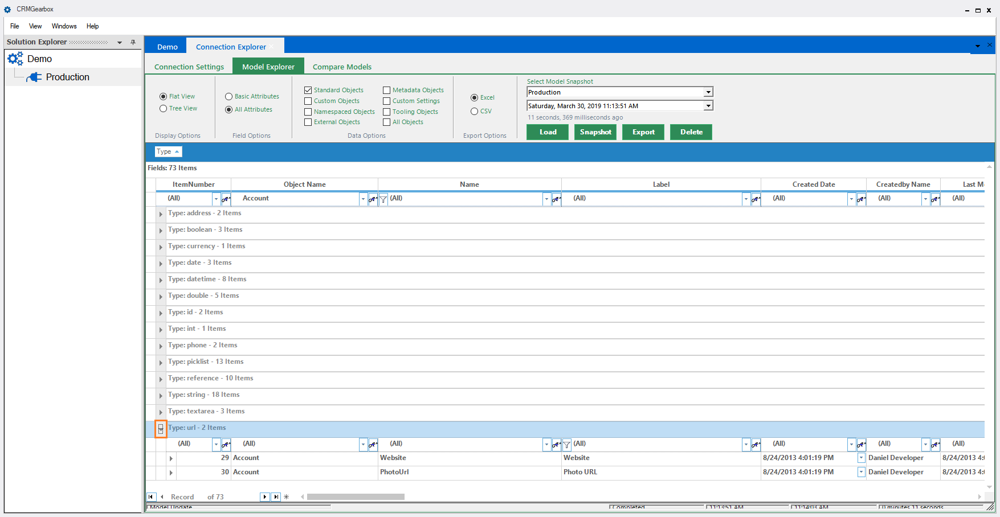 CRMGearbox
File View Windows Help
Solution Explorer
Demo
Production
Demo Connection Explorer
Connection Settings Model Explorer Compare Models
Flat View
Tree View
Display Options
Basic Attributes
All Attributes
Field Options
Standard Objects Metadata Objects
Custom Objects Custom Settings
Namespaced Objects Tooling Objects
External Objects All Objects
Data Options
Excel
CSV
Export Options
Select Model Snapshot
Production
Saturday, March 30, 2019 11:13:51 AM
11 seconds, 369 milliseconds ago
Load Snapshot Export Delete
Type
Fields: 73 Items
ItemNumber Object Name Name Label Created Date Createdby Name Last M
(All) Account (All) (All) (All) (All) (All)
Type: address - 2 Items
Type: boolean - 3 Items
Type: currency - 1 Items
Type: date - 3 Items
Type: datetime - 8 Items
Type: double - 5 Items
Type: id - 2 Items
Type: int - 1 Items
Type: phone - 2 Items
Type: picklist - 13 Items
Type: reference - 10 Items
Type: string - 18 Items
Type: textarea - 3 Items
Type: url - 2 Items
(All) (All) (All) (All) (All) (All) (All)
29 Account Website Website 8/24/2013 4:01:19 PM Daniel Developer 8/24/2013 4:0
30 Account PhotoUrl Photo URL 8/24/2013 4:01:19 PM Daniel Developer 8/24/2013 4:0
Record of 73
Model Update Completed 11:13:51 AM 11:14:03 AM 0 minutes 11 seconds